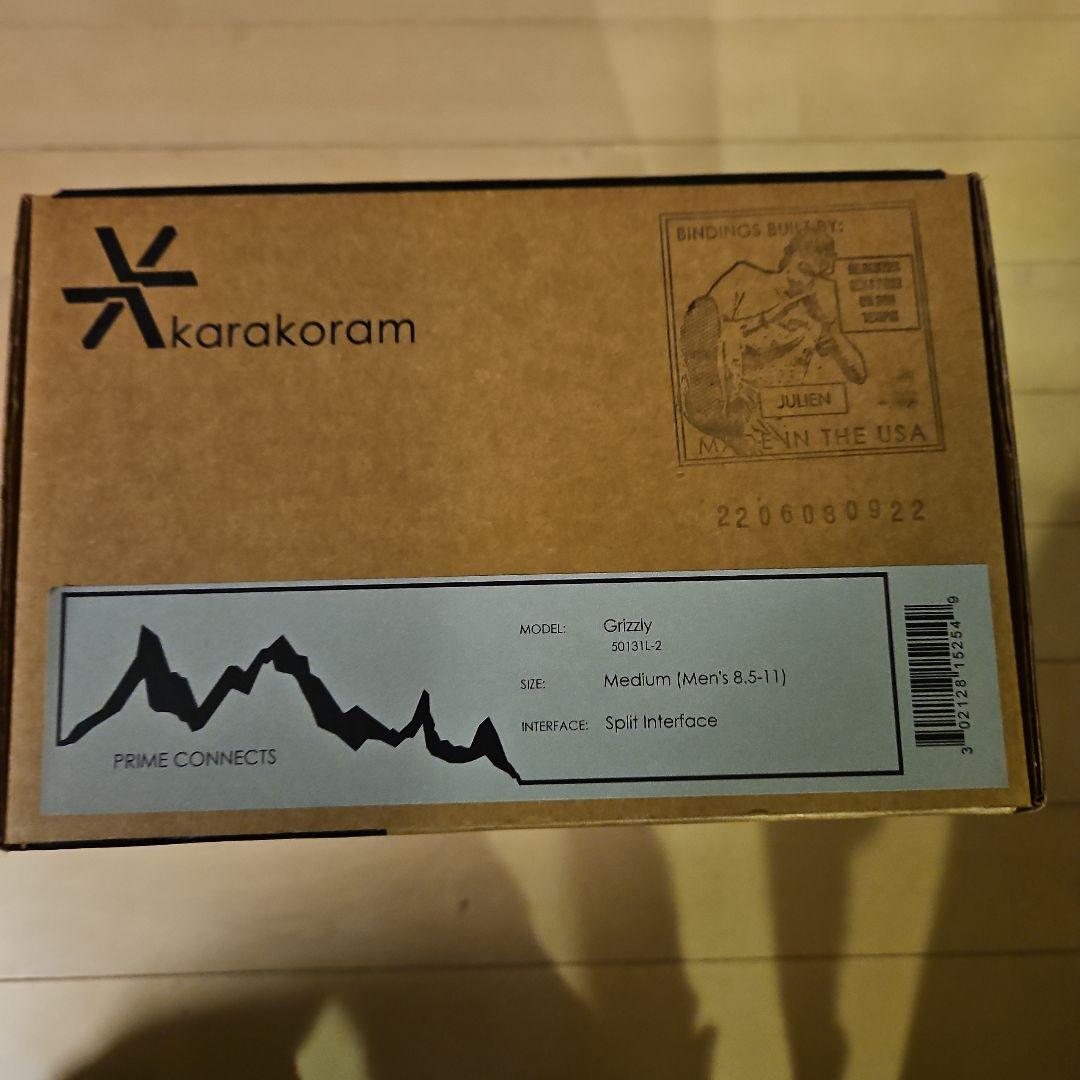 karakoram
BINDINGS BUILT BY:
JULIEN
MADE IN THE USA
2206080922
MODEL: Grizzly
50131L-2
SIZE: Medium (Men's 8.5-11)
INTERFACE: Split Interface
PRIME CONNECTS
3 02128 15254 9